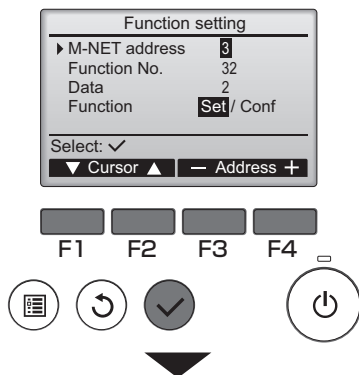 Function setting
M-NET address 3
Function No. 32
Data 2
Function Set / Conf
Select: ✓
▼ Cursor ▲ − Address +
F1 F2 F3 F4